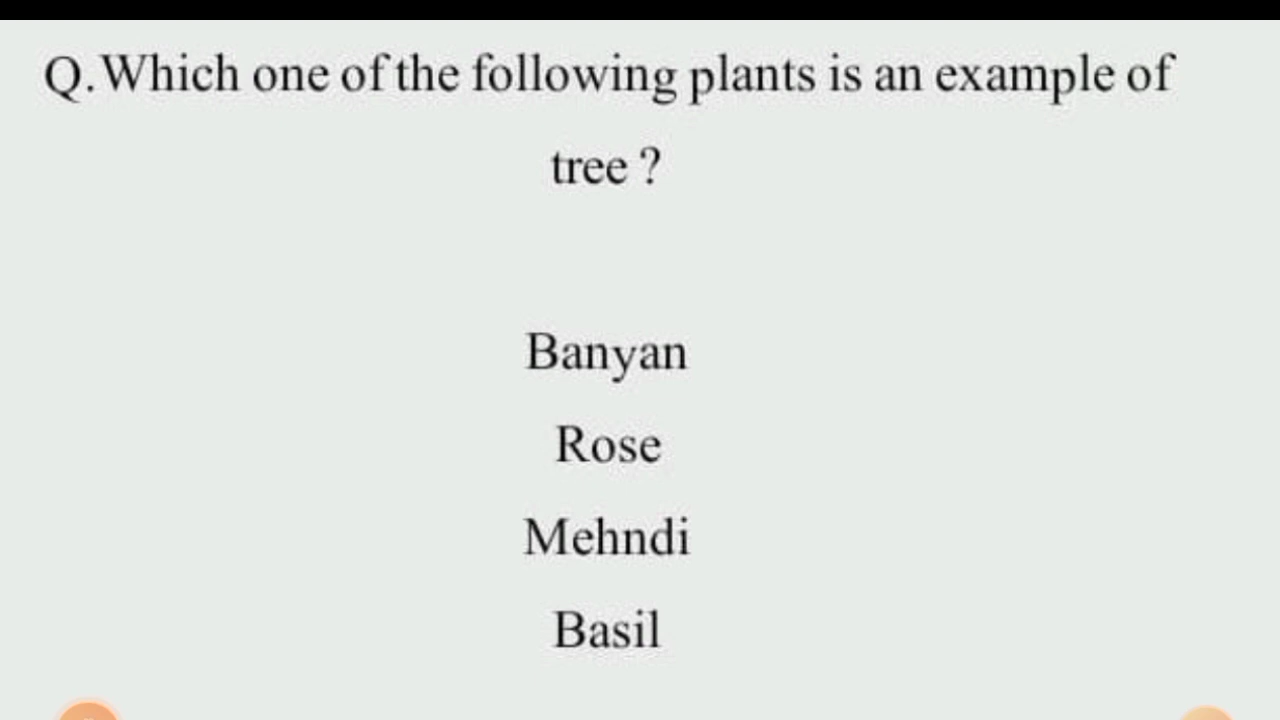 Q.Which one of the following plants is an example of
tree ?
Banyan
Rose
Mehndi
Basil